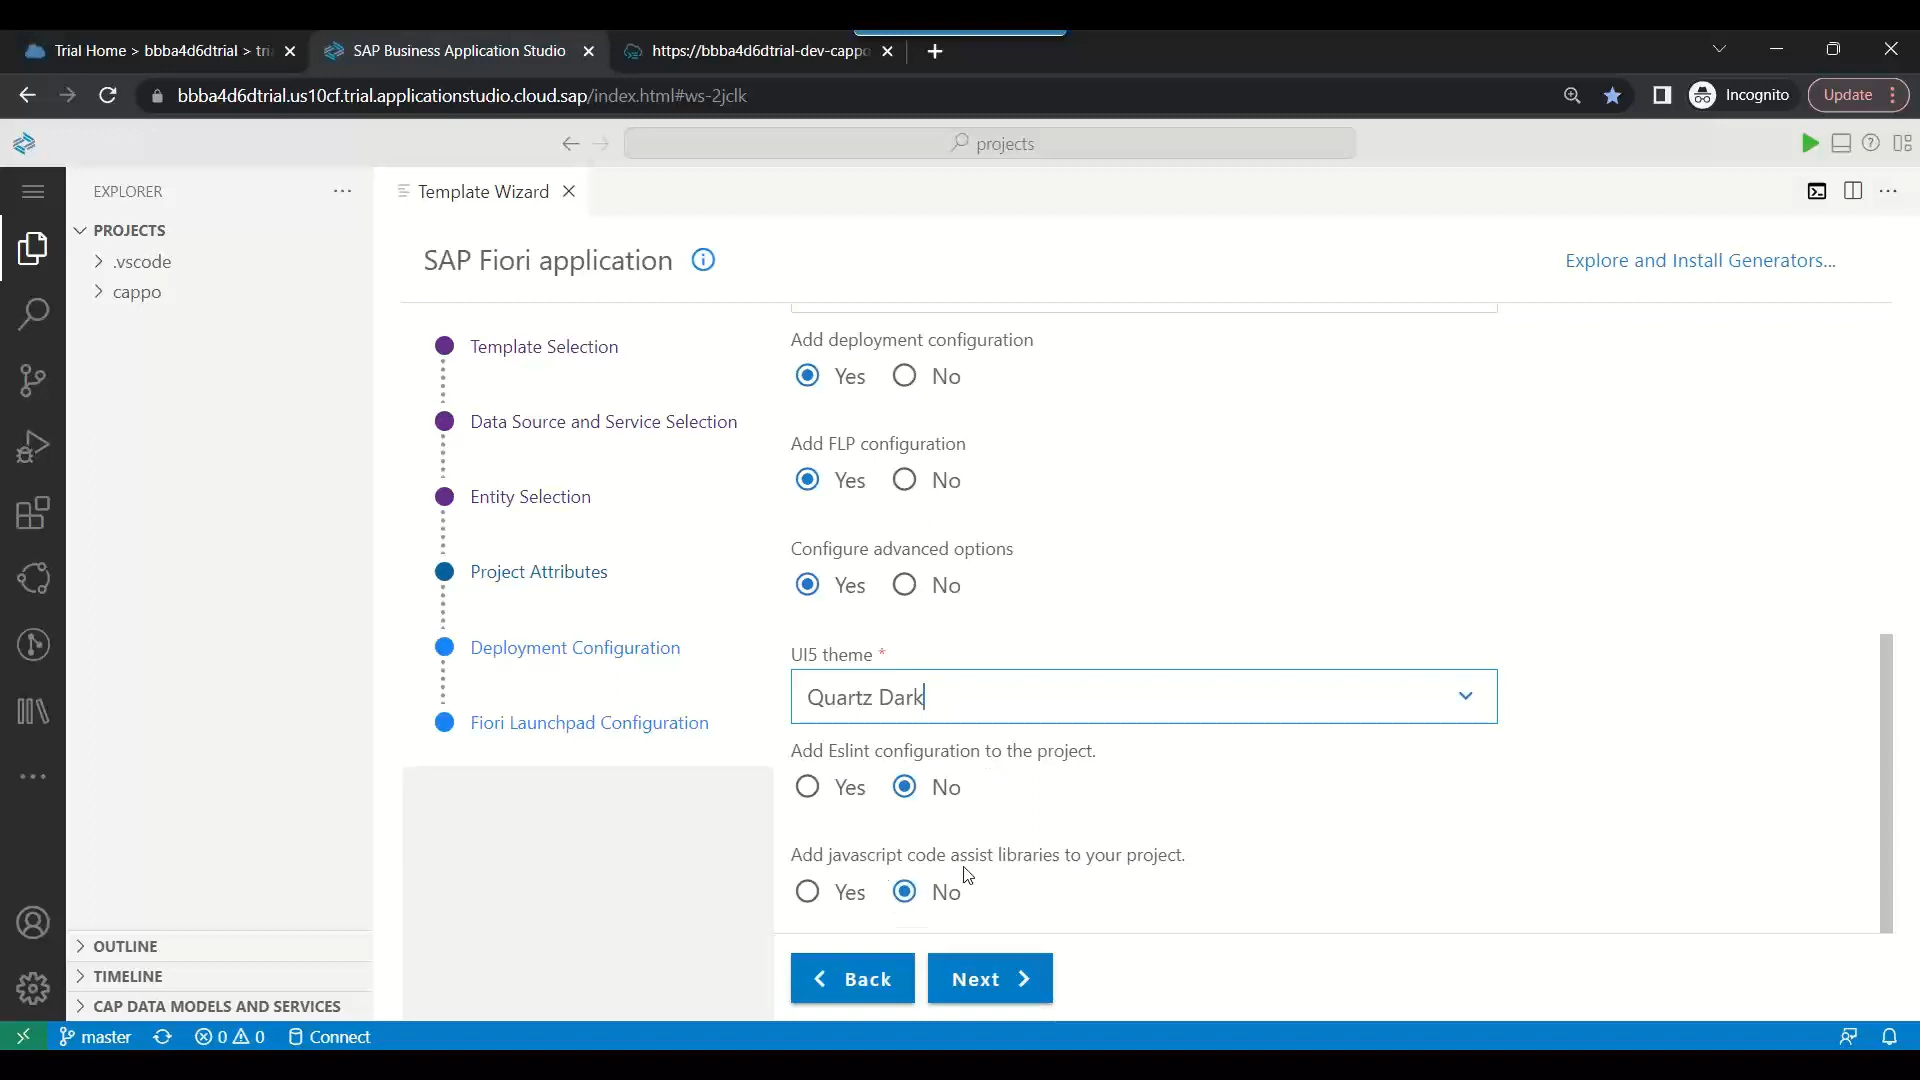 Trial Home > bbba4d6dtrial > tri
SAP Business Application Studio
https://bbba4d6dtrial-dev-cappo
bbba4d6dtrial.us10cf.trial.applicationstudio.cloud.sap/index.html#ws-2jclk
Incognito
Update
projects
EXPLORER
Template Wizard
PROJECTS
.vscode
cappo
SAP Fiori application
Explore and Install Generators...
Template Selection
Data Source and Service Selection
Entity Selection
Project Attributes
Deployment Configuration
Fiori Launchpad Configuration
Add deployment configuration
Yes No
Add FLP configuration
Yes No
Configure advanced options
Yes No
UI5 theme *
Quartz Dark
Add Eslint configuration to the project.
Yes No
Add javascript code assist libraries to your project.
Yes No
Back Next
OUTLINE
TIMELINE
CAP DATA MODELS AND SERVICES
master 0 0 Connect